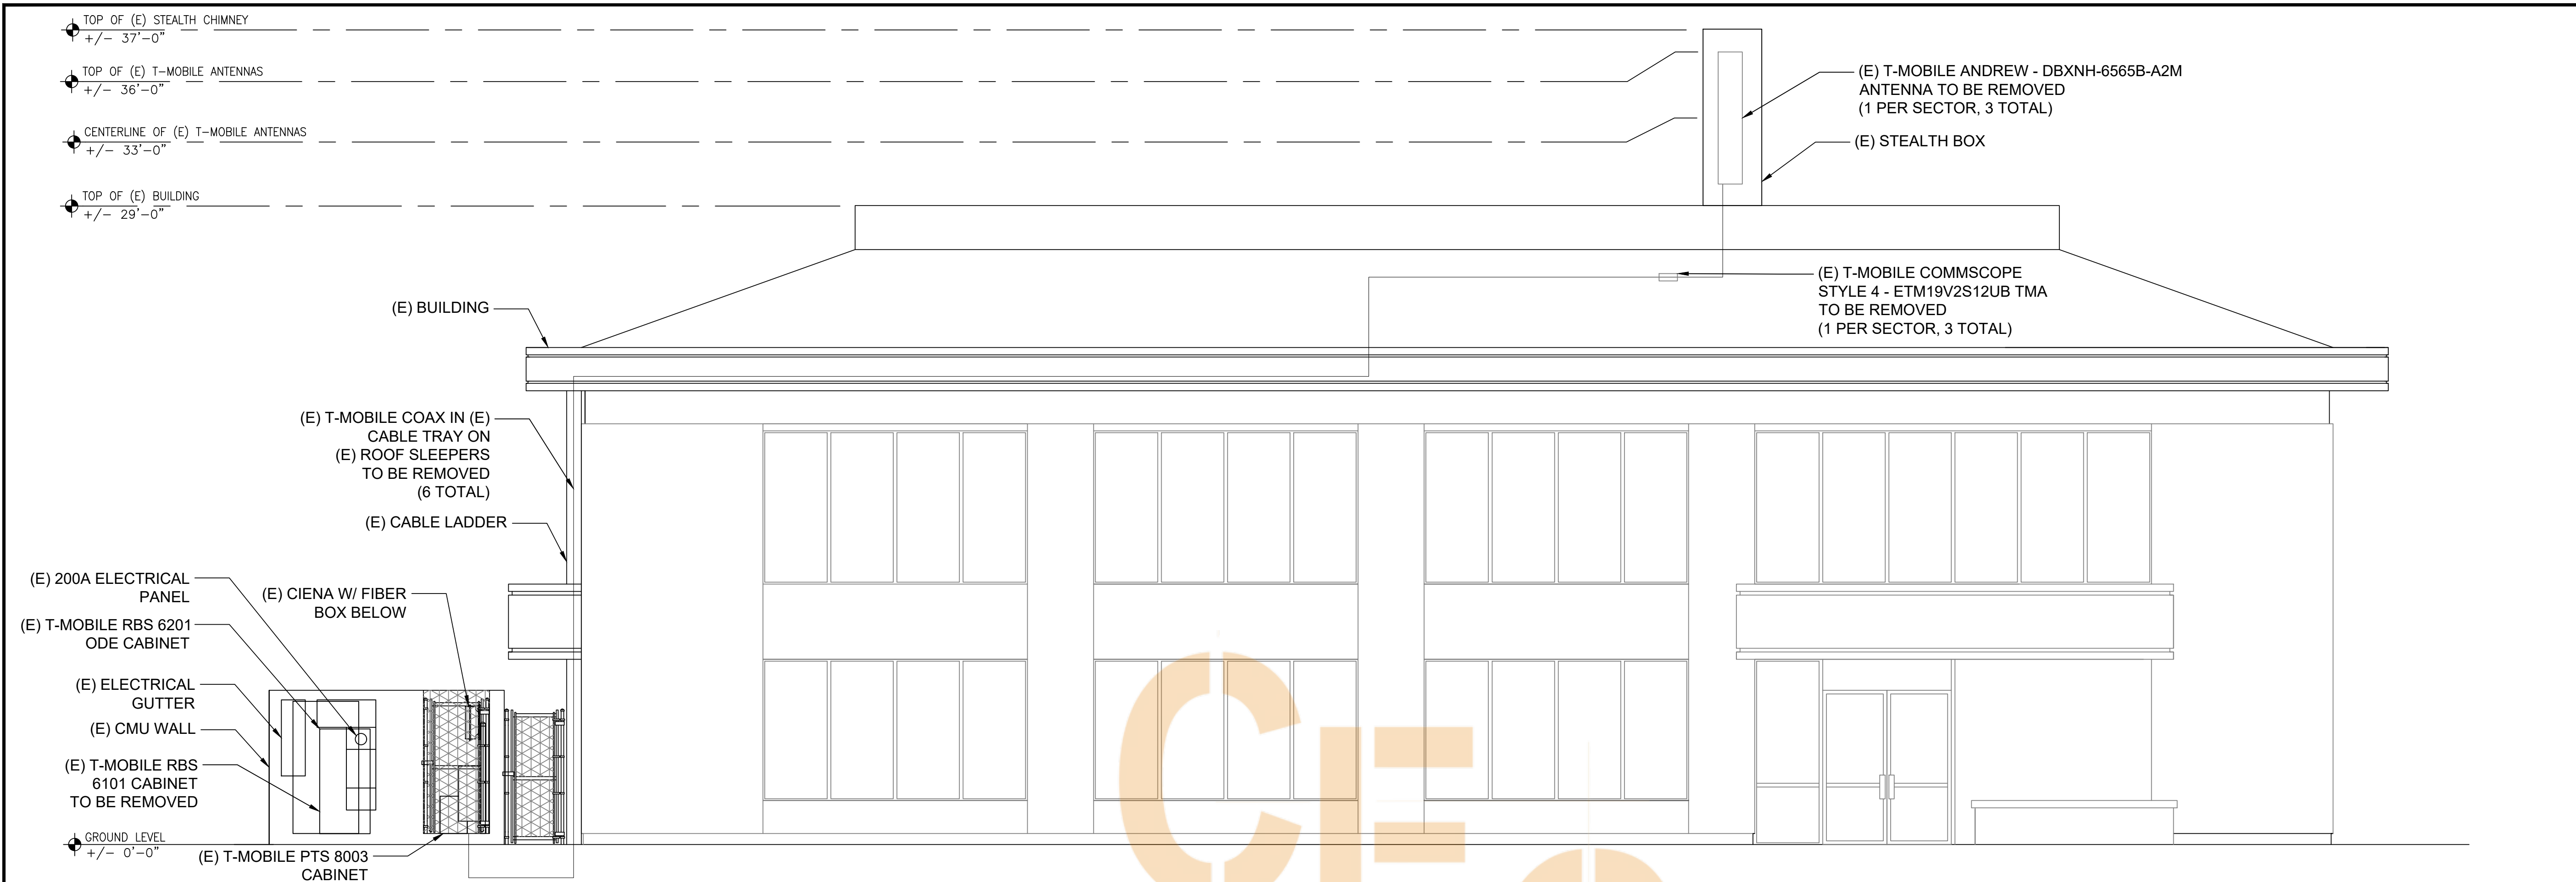 TOP OF (E) STEALTH CHIMNEY
+/- 37'-0"
TOP OF (E) T-MOBILE ANTENNAS
+/- 36'-0"
CENTERLINE OF (E) T-MOBILE ANTENNAS
+/- 33'-0"
TOP OF (E) BUILDING
+/- 29'-0"
(E) T-MOBILE ANDREW - DBXNH-6565B-A2M
ANTENNA TO BE REMOVED
(1 PER SECTOR, 3 TOTAL)
(E) STEALTH BOX
(E) T-MOBILE COMMSCOPE
STYLE 4 - ETM19V2S12UB TMA
TO BE REMOVED
(1 PER SECTOR, 3 TOTAL)
(E) BUILDING
(E) T-MOBILE COAX IN (E)
CABLE TRAY ON
(E) ROOF SLEEPERS
TO BE REMOVED
(6 TOTAL)
(E) CABLE LADDER
(E) 200A ELECTRICAL
PANEL
(E) CIENA W/ FIBER
BOX BELOW
(E) T-MOBILE RBS 6201
ODE CABINET
(E) ELECTRICAL
GUTTER
(E) CMU WALL
(E) T-MOBILE RBS
6101 CABINET
TO BE REMOVED
GROUND LEVEL
+/- 0'-0"
(E) T-MOBILE PTS 8003
CABINET